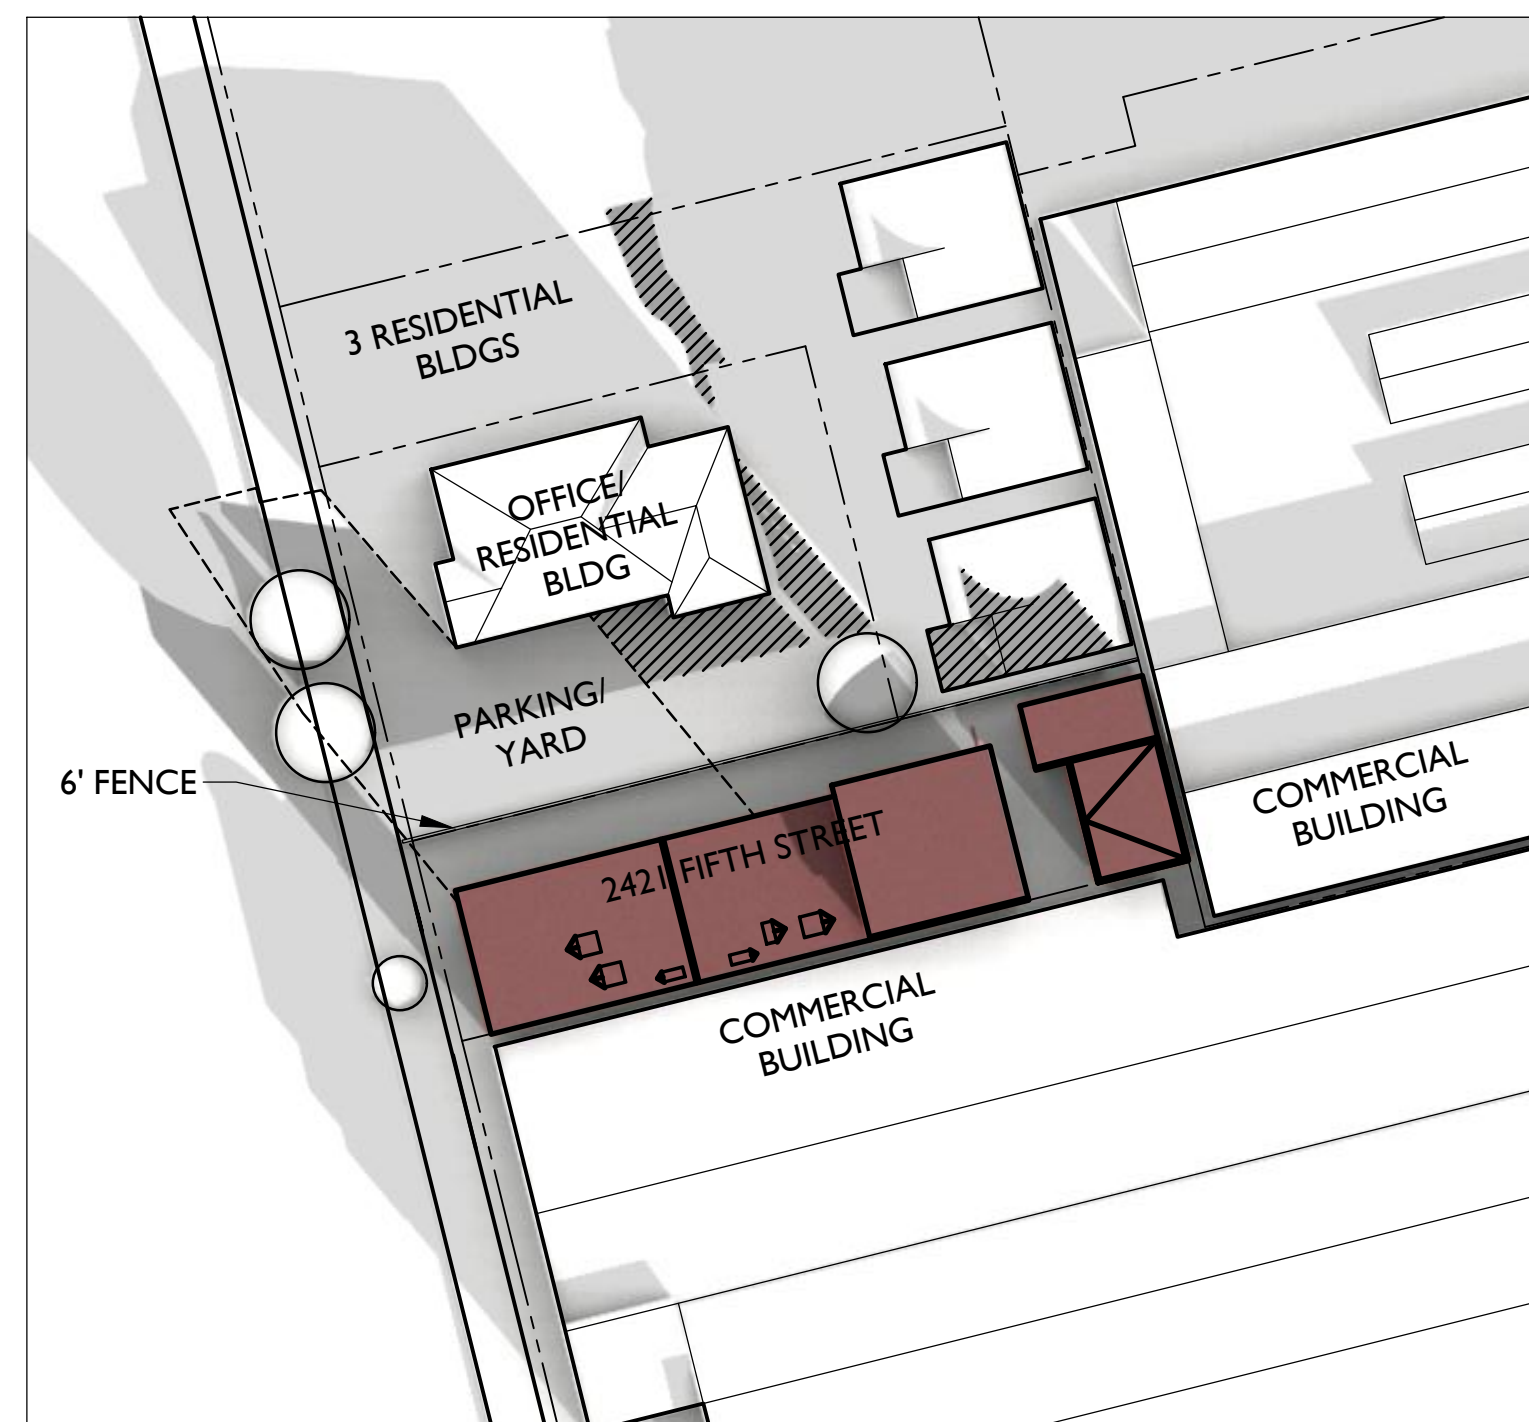 3 RESIDENTIAL
BLDGS
OFFICE/
RESIDENTIAL
BLDG
PARKING/
YARD
6' FENCE
2421 FIFTH STREET
COMMERCIAL
BUILDING
COMMERCIAL
BUILDING